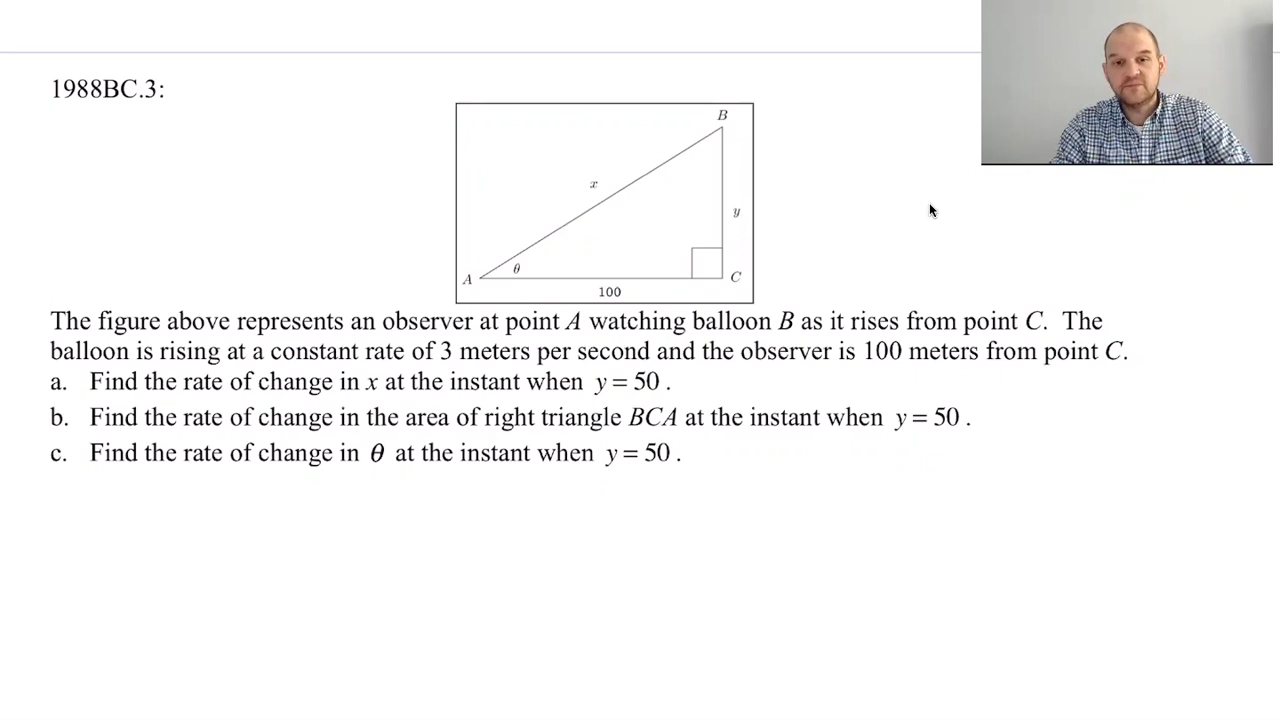 1988BC.3:
B
x
y
θ
A
C
100
The figure above represents an observer at point A watching balloon B as it rises from point C. The
balloon is rising at a constant rate of 3 meters per second and the observer is 100 meters from point C.
a. Find the rate of change in x at the instant when y = 50.
b. Find the rate of change in the area of right triangle BCA at the instant when y = 50.
c. Find the rate of change in θ at the instant when y = 50.